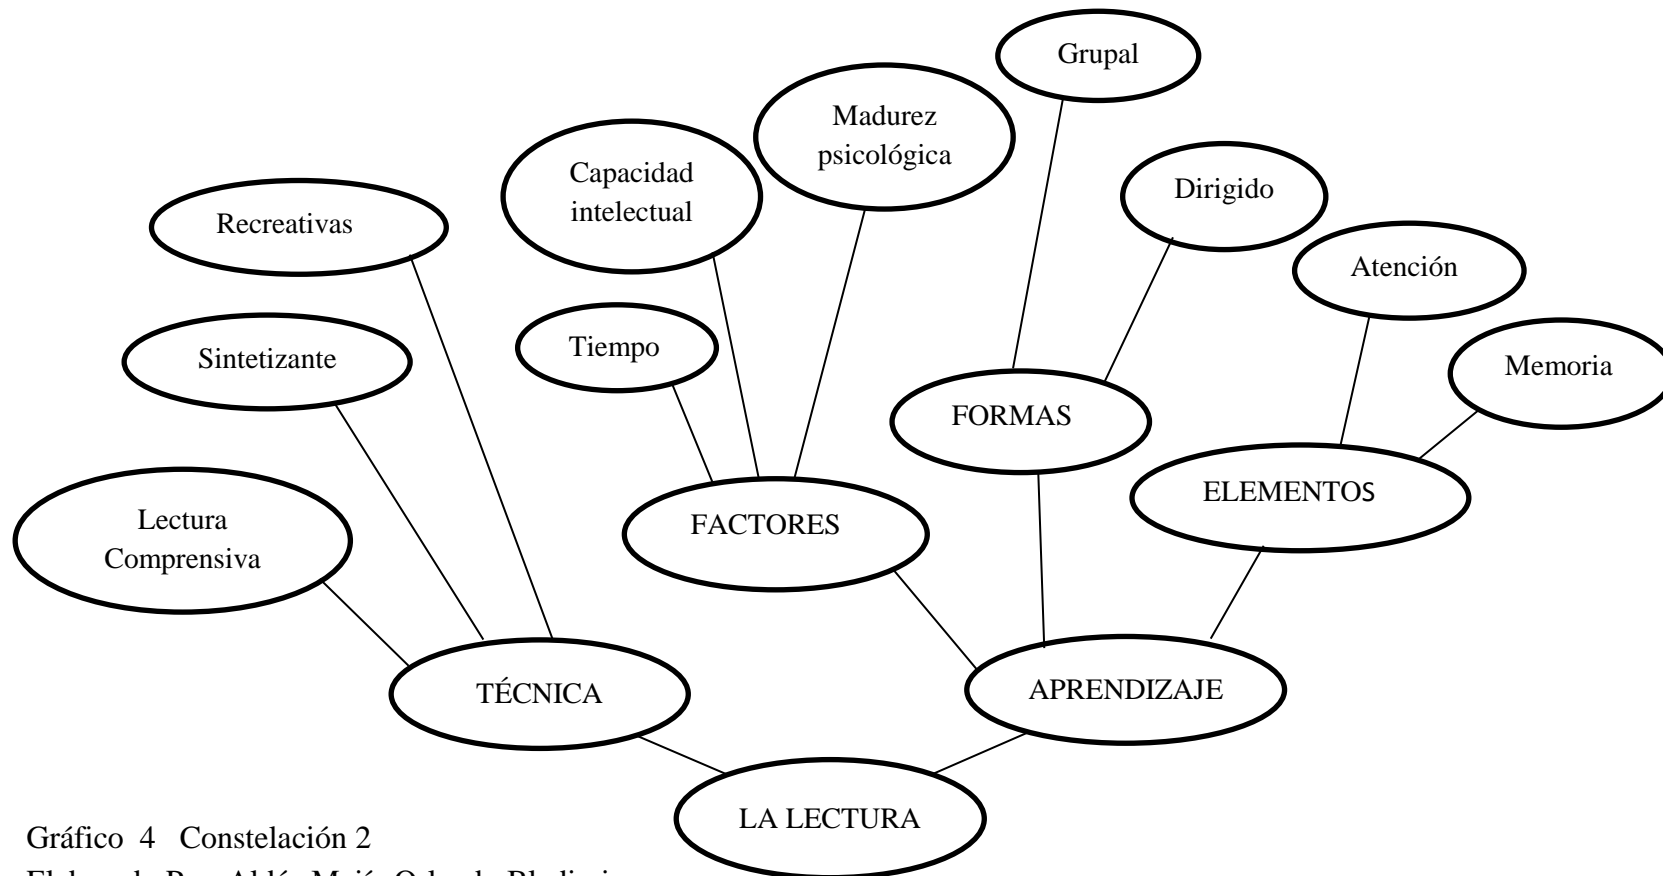 Grupal
Madurez
psicológica
Capacidad
intelectual
Dirigido
Recreativas
Atención
Tiempo
Sintetizante
Memoria
FORMAS
ELEMENTOS
Lectura
Comprensiva
FACTORES
TÉCNICA
APRENDIZAJE
LA LECTURA
Gráfico 4 Constelación 2